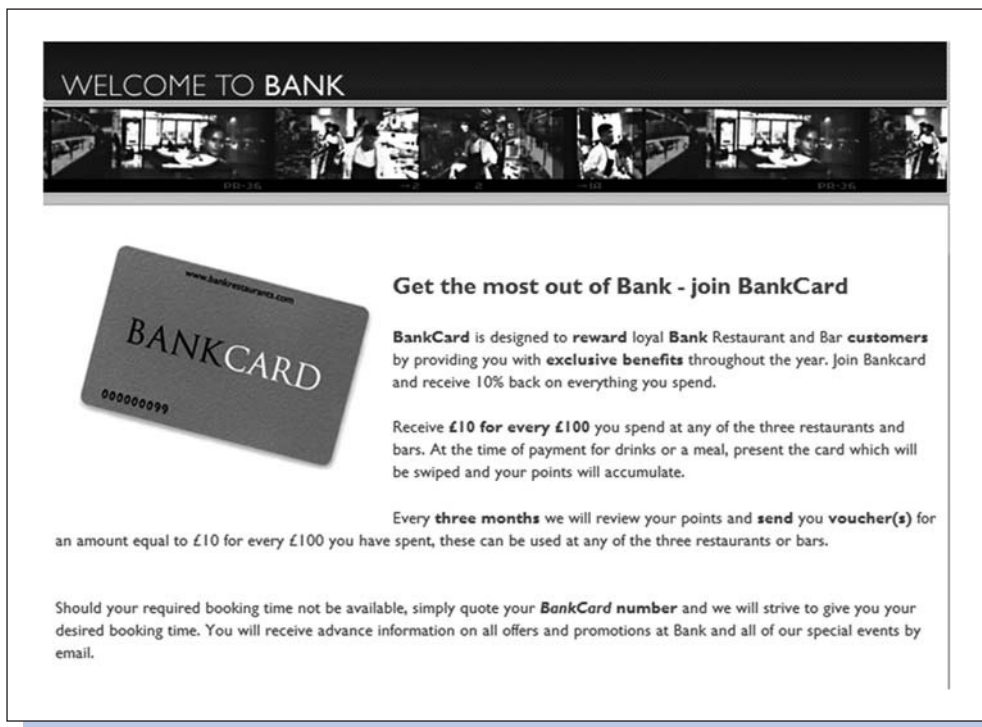 WELCOME TO BANK
PR-36
→2
2
→1A
PR-36
www.bankrestaurants.com
BANKCARD
000000099
Get the most out of Bank - join BankCard
BankCard is designed to reward loyal Bank Restaurant and Bar customers
by providing you with exclusive benefits throughout the year. Join Bankcard
and receive 10% back on everything you spend.
Receive £10 for every £100 you spend at any of the three restaurants and
bars. At the time of payment for drinks or a meal, present the card which will
be swiped and your points will accumulate.
Every three months we will review your points and send you voucher(s) for
an amount equal to £10 for every £100 you have spent, these can be used at any of the three restaurants or bars.
Should your required booking time not be available, simply quote your BankCard number and we will strive to give you your
desired booking time. You will receive advance information on all offers and promotions at Bank and all of our special events by
email.